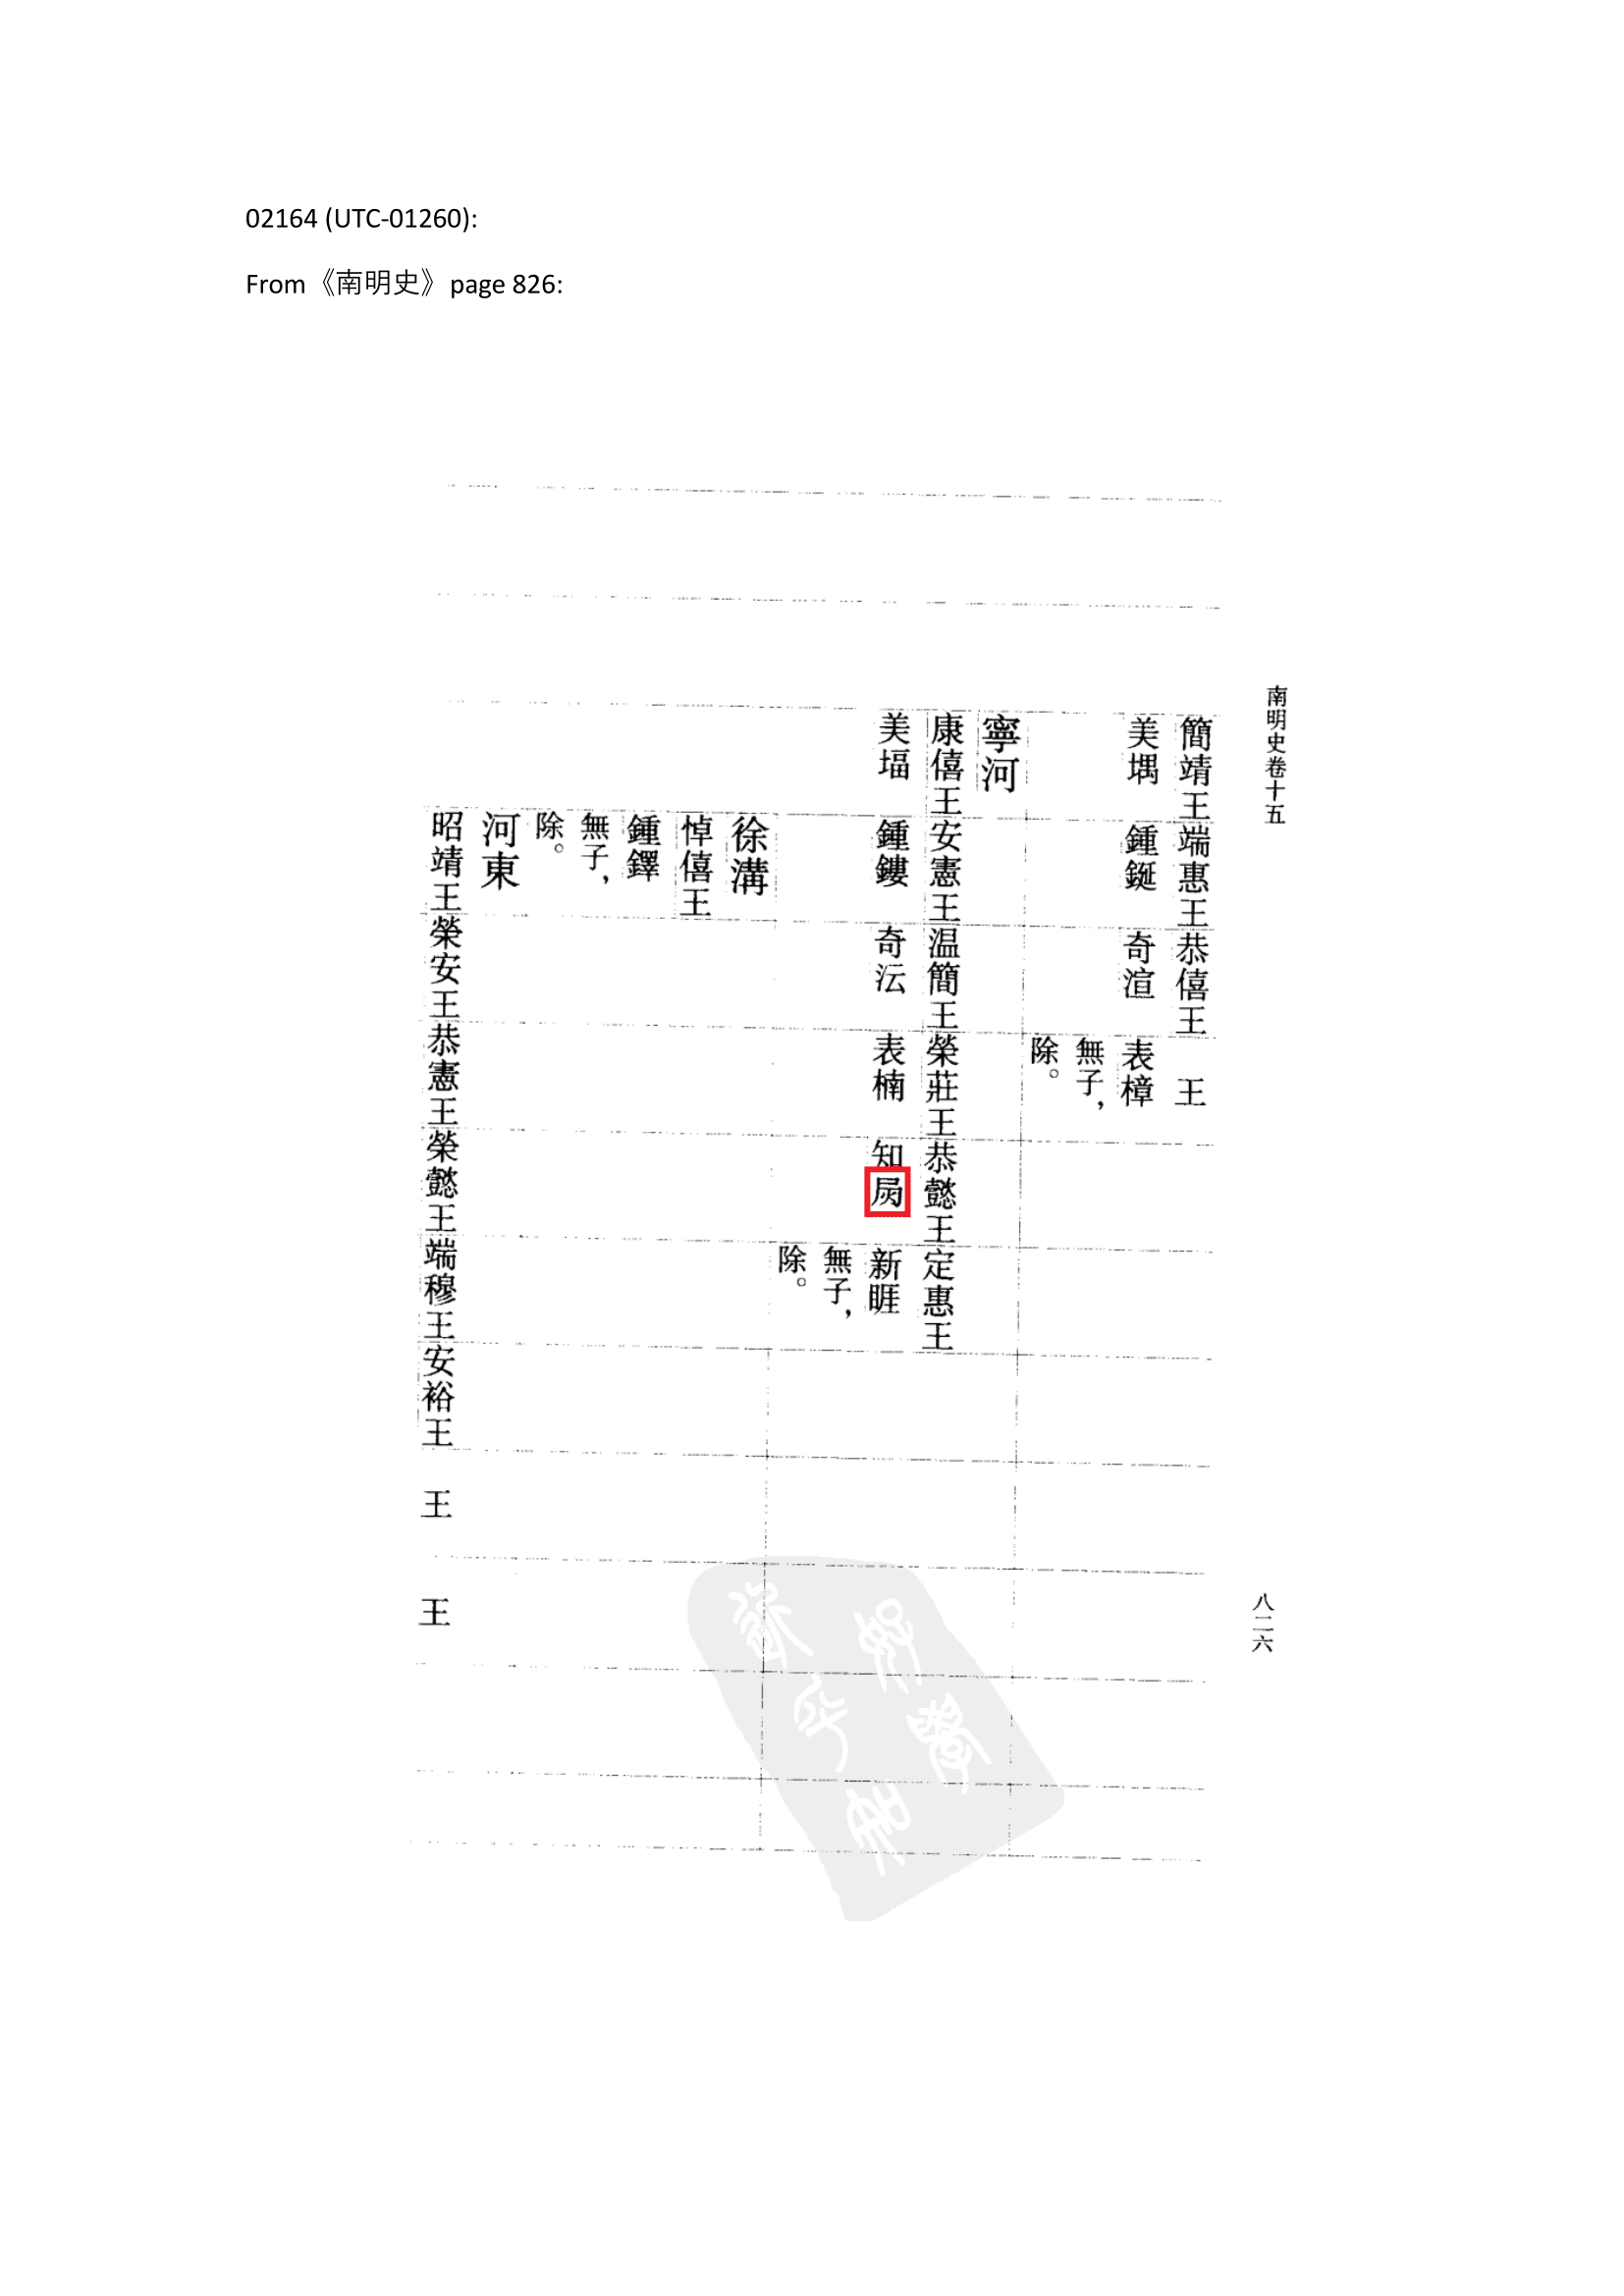 02164 (UTC-01260):
From《南明史》page 826:
南明史卷十五
八二六
簡靖王端惠王恭僖王 王
美堣 鍾鋋 奇渲 表樟
無子，
除。
寧河
康僖王安憲王温簡王榮莊王恭懿王定惠王
美堛 鍾鏤 奇沄 表楠 知 新睚
無子，
除。
徐溝
悼僖王
鍾鐸
無子，
除。
河東
昭靖王榮安王恭憲王榮懿王端穆王安裕王 王 王